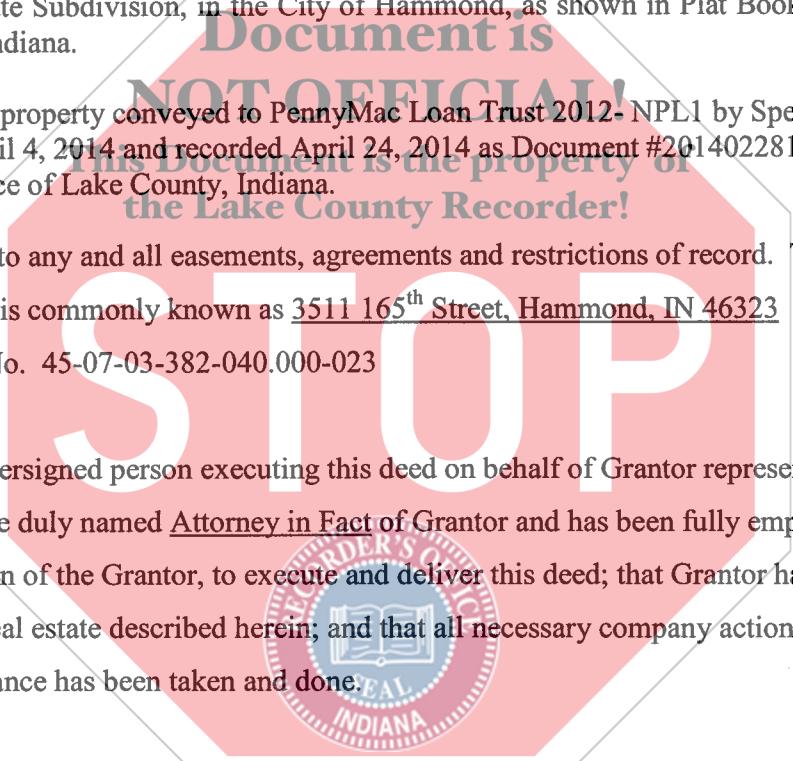 te Subdivision, in the City of Hammond, as shown in Plat Book
ndiana.
Document is
NOT OFFICIAL!
property conveyed to PennyMac Loan Trust 2012- NPL1 by Spe
il 4, 2014 and recorded April 24, 2014 as Document #201402281
This Document is the property of
ce of Lake County, Indiana.
the Lake County Recorder!
to any and all easements, agreements and restrictions of record. T
is commonly known as 3511 165th Street, Hammond, IN 46323
No. 45-07-03-382-040.000-023
STOP
ersigned person executing this deed on behalf of Grantor represe
e duly named Attorney in Fact of Grantor and has been fully emp
n of the Grantor, to execute and deliver this deed; that Grantor ha
eal estate described herein; and that all necessary company action
ance has been taken and done.
RECORDER'S OFFICE
SEAL
INDIANA